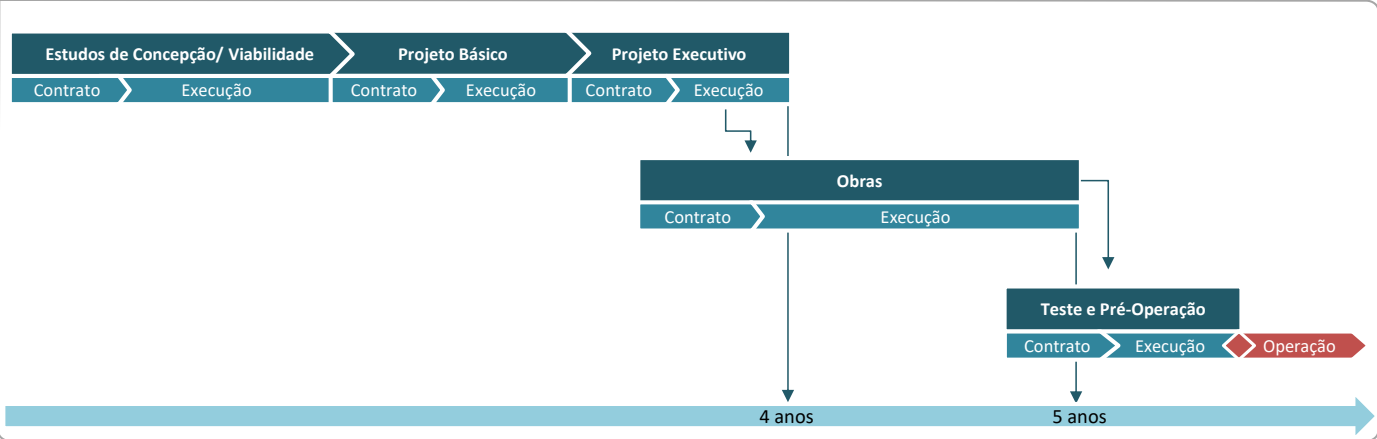 Estudos de Concepção/ Viabilidade
Projeto Básico
Projeto Executivo
Contrato
Execução
Contrato
Execução
Contrato
Execução
Obras
Contrato
Execução
Teste e Pré-Operação
Contrato
Execução
Operação
4 anos
5 anos